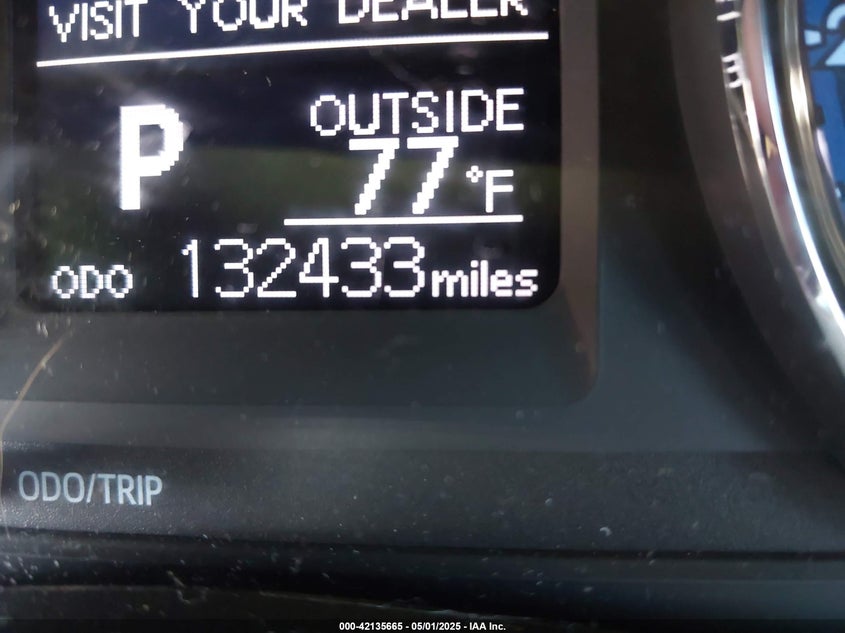 VISIT YOUR DEALER
P
OUTSIDE
77°F
ODO 132433 miles
ODO/TRIP
000-42135665 - 05/01/2025 - IAA Inc.